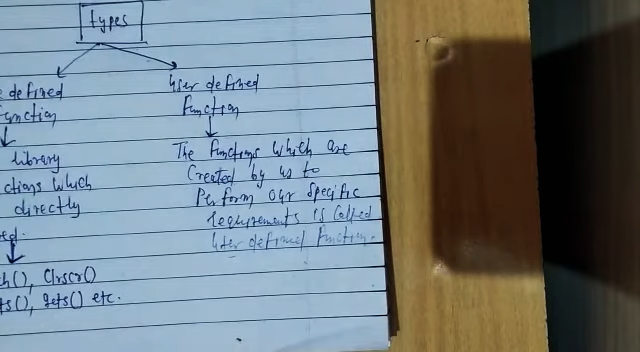 types
e defined
unction
library
ctions which
directly
ed.
h(), Clrscr()
ts(), gets() etc.
User defined
Function
The Functions which are
Created by us to
Perform our specific
requirements is Called
User defined Function.